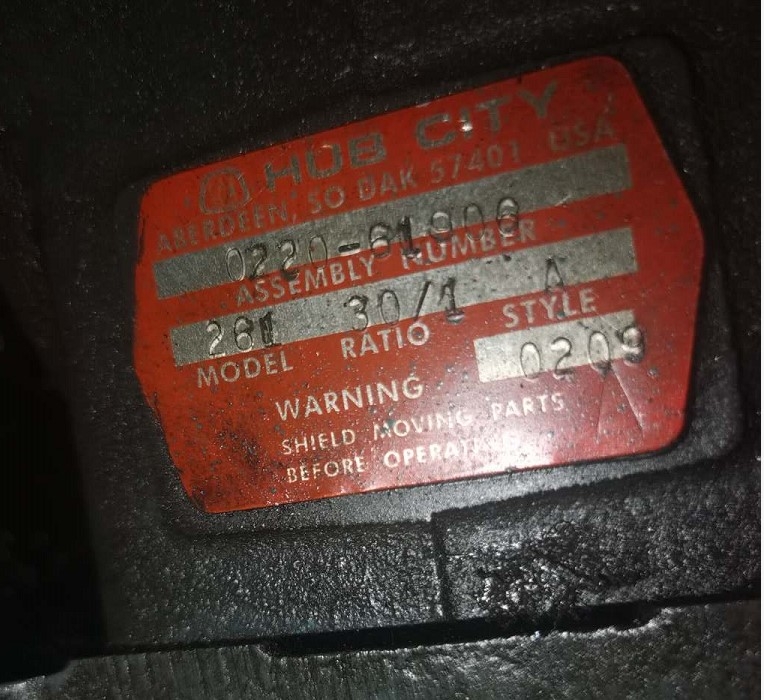 HUB CITY
ABERDEEN, SO DAK 57401 USA
0220-61906
ASSEMBLY NUMBER
261 30/1 A
MODEL RATIO STYLE
0209
WARNING
SHIELD MOVING PARTS
BEFORE OPERATING